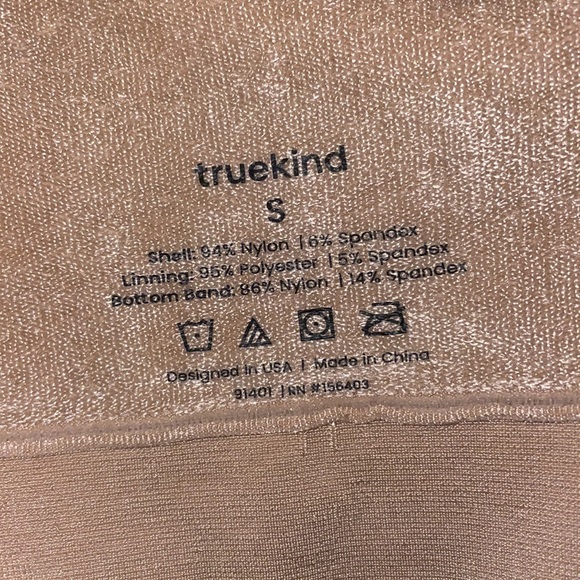 truekind
S
Shell: 94% Nylon | 6% Spandex
Linning: 95% Polyester | 5% Spandex
Bottom Band: 86% Nylon | 14% Spandex
Designed in USA | Made in China
91401 | RN #156403